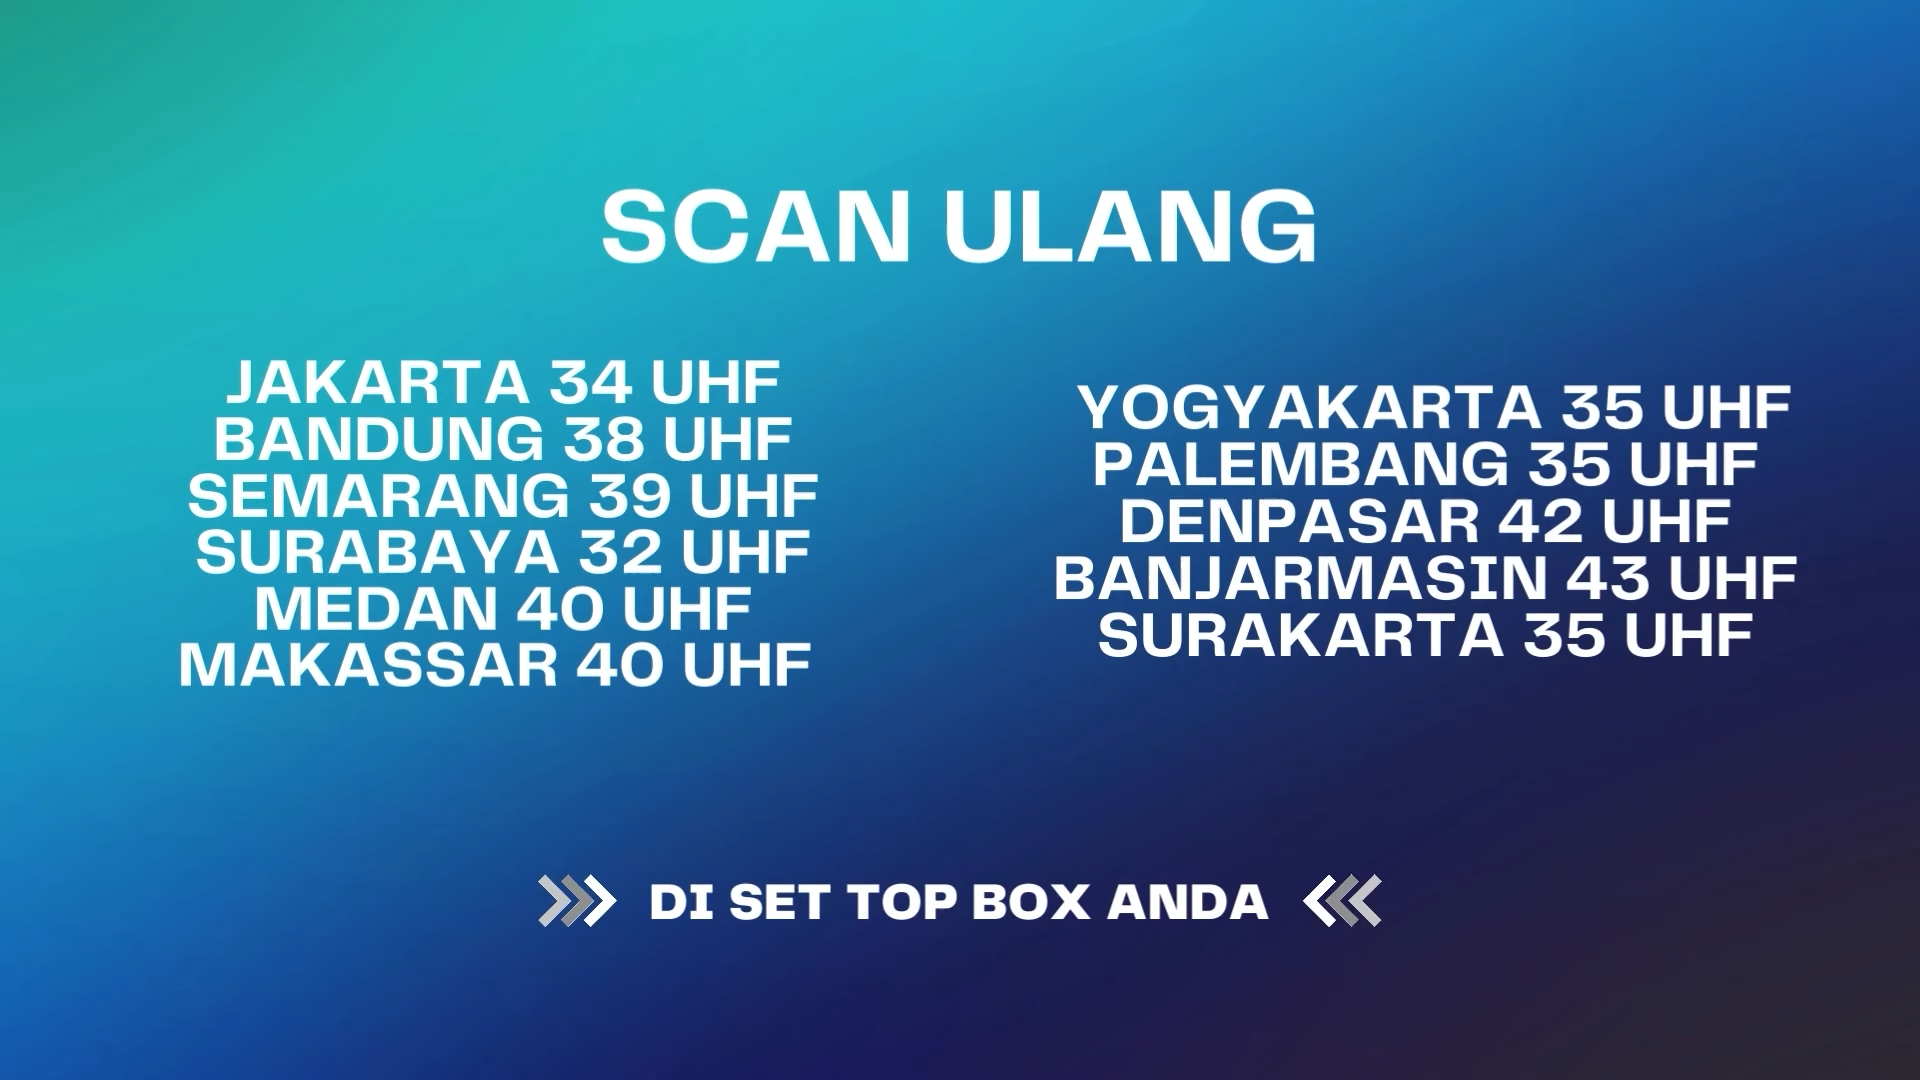 SCAN ULANG
JAKARTA 34 UHF
BANDUNG 38 UHF
SEMARANG 39 UHF
SURABAYA 32 UHF
MEDAN 40 UHF
MAKASSAR 40 UHF
YOGYAKARTA 35 UHF
PALEMBANG 35 UHF
DENPASAR 42 UHF
BANJARMASIN 43 UHF
SURAKARTA 35 UHF
DI SET TOP BOX ANDA